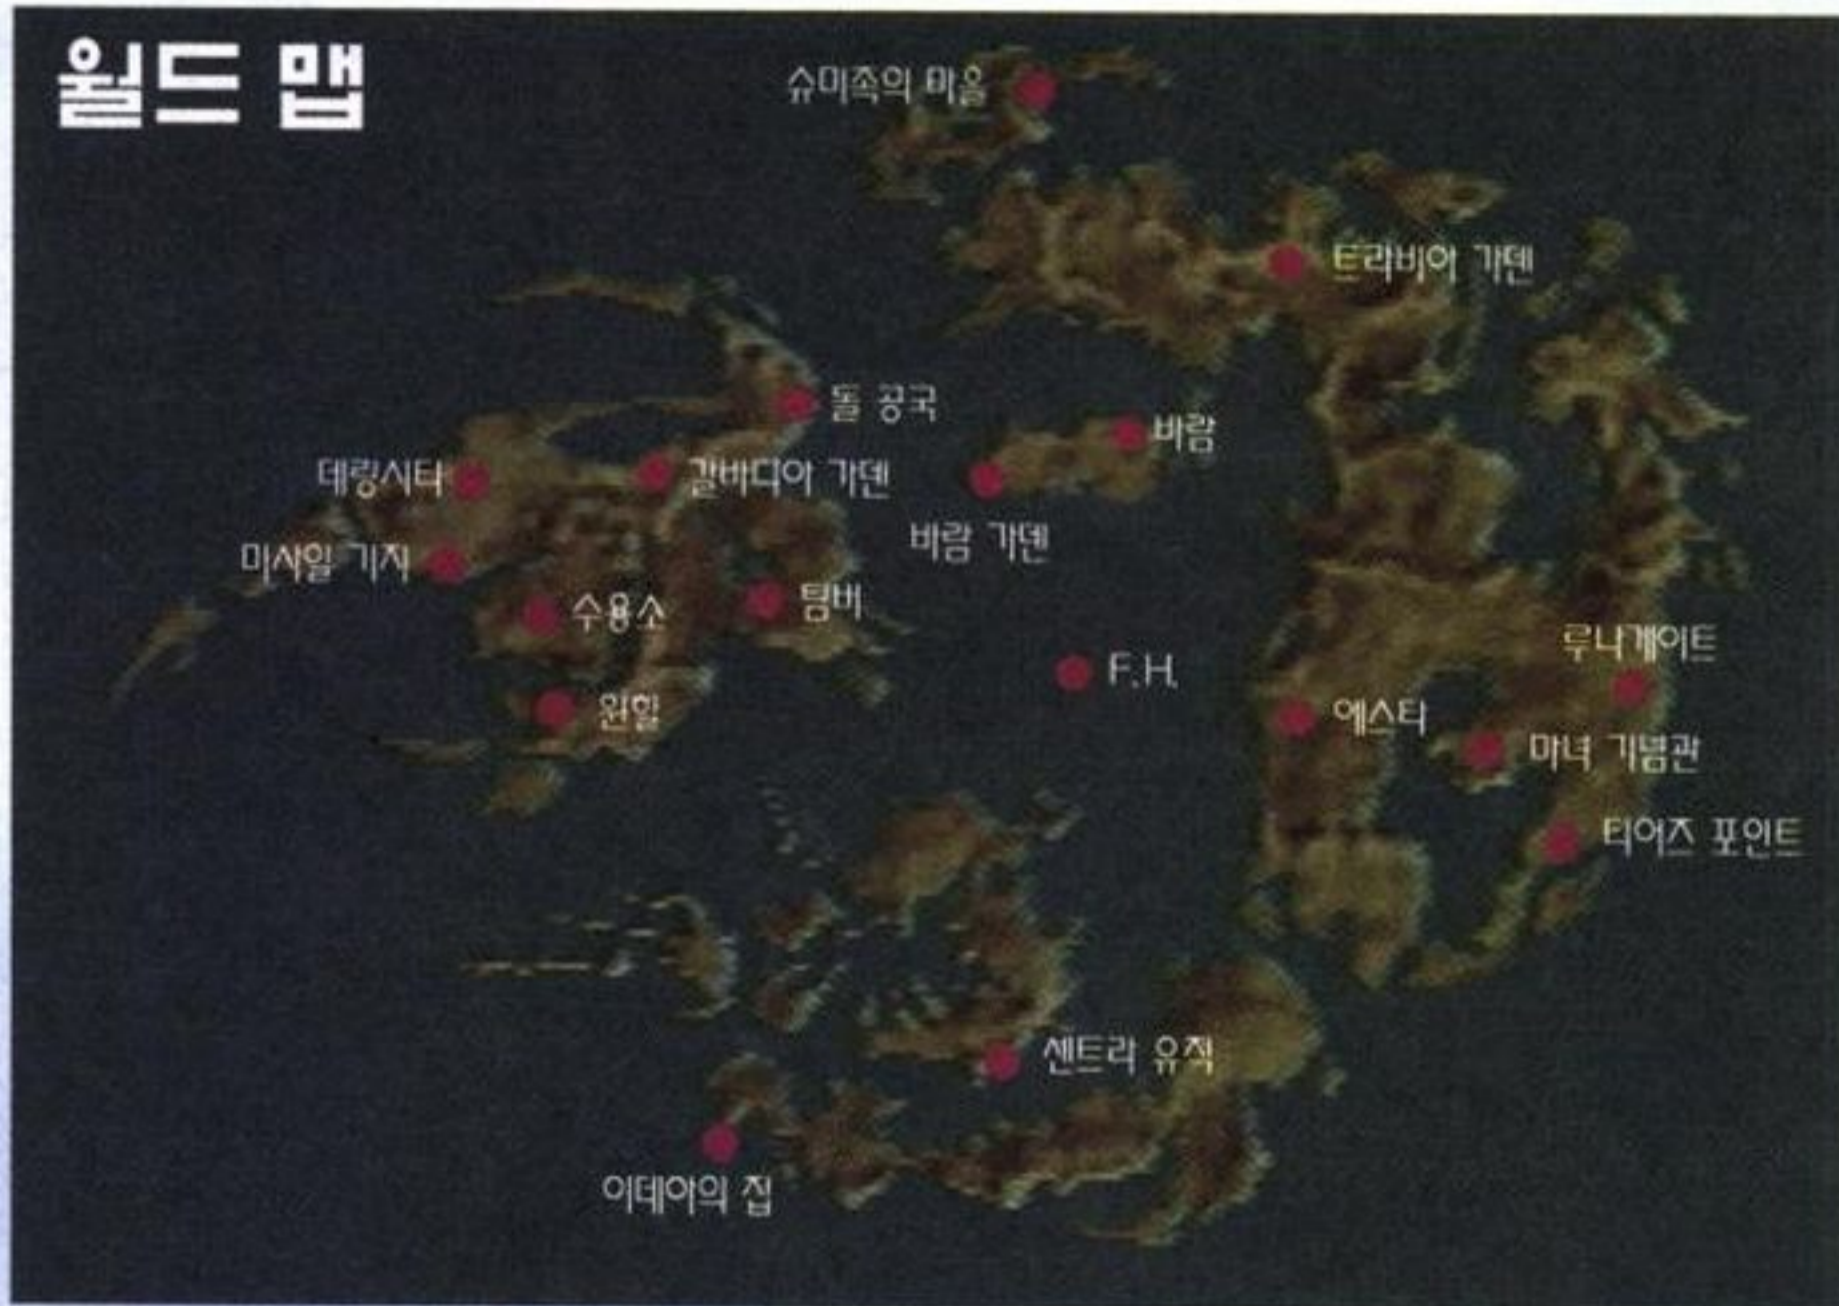 월드 맵
슈미족의 마을
트라비아 가덴
돌 공국
바람
데링시티
갈바디아 가덴
바람 가덴
미사일 기지
수용소
팀버
루나게이트
F.H.
윈힐
에스타
마녀 기념관
티어즈 포인트
센트라 유적
이데아의 집